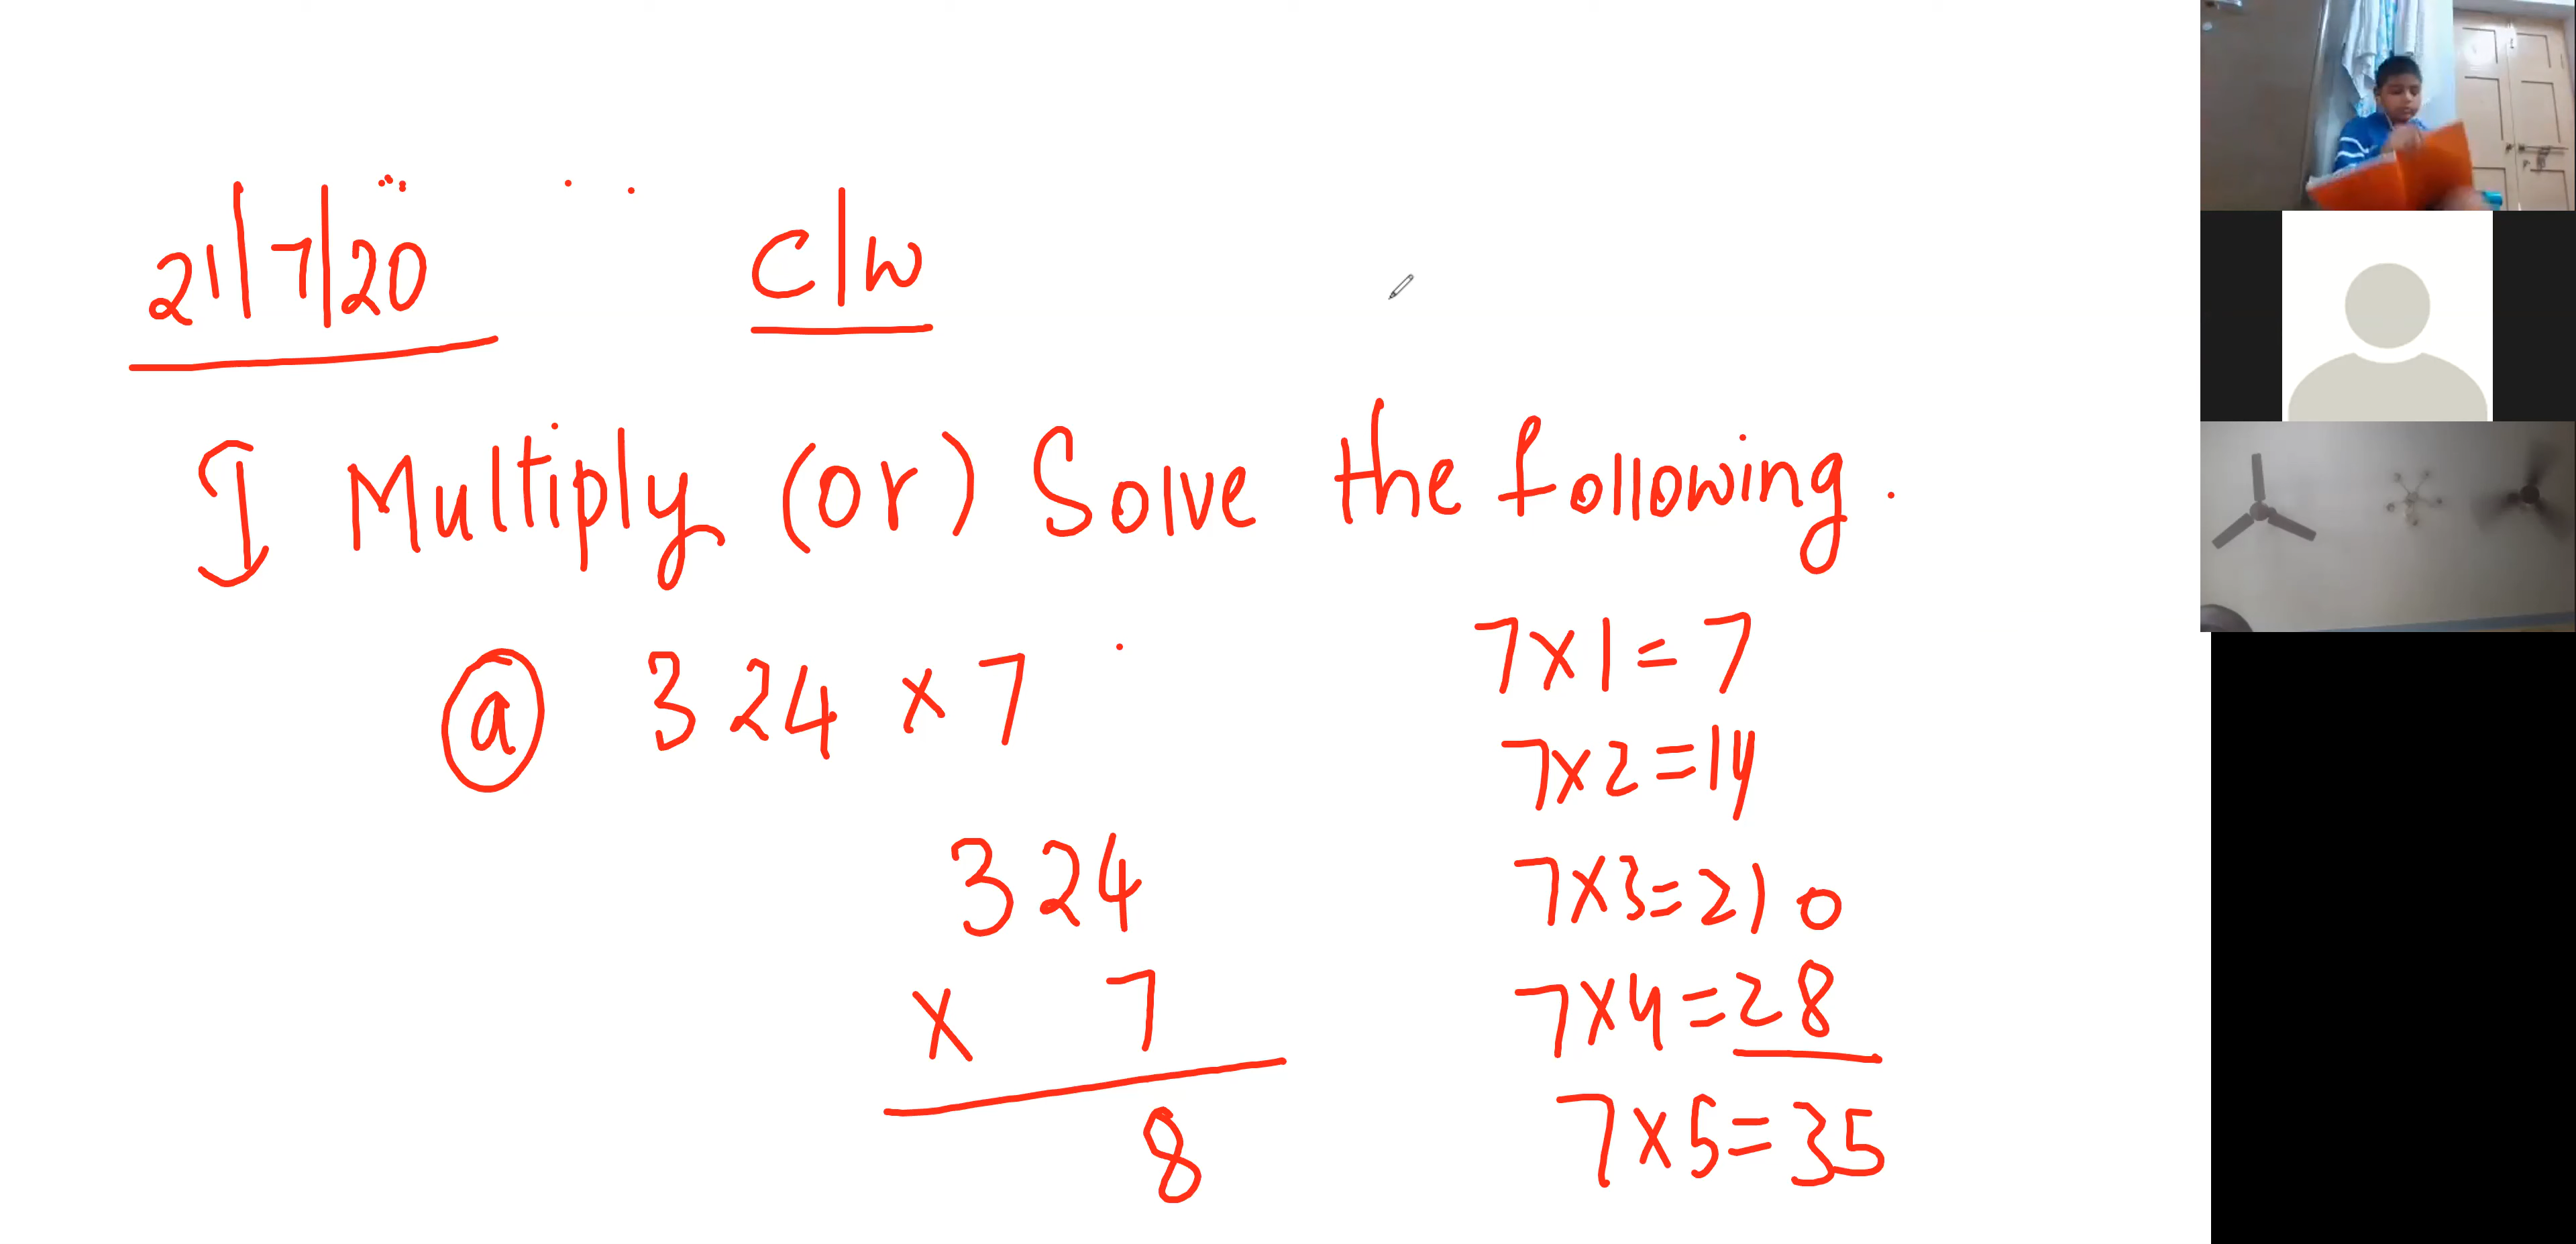 21|7|20 C|W
I Multiply (or) Solve the following.
ⓐ 324 × 7
7×1=7
7×2=14
7×3=21 0
7×4=28
7×5=35
324
× 7
8